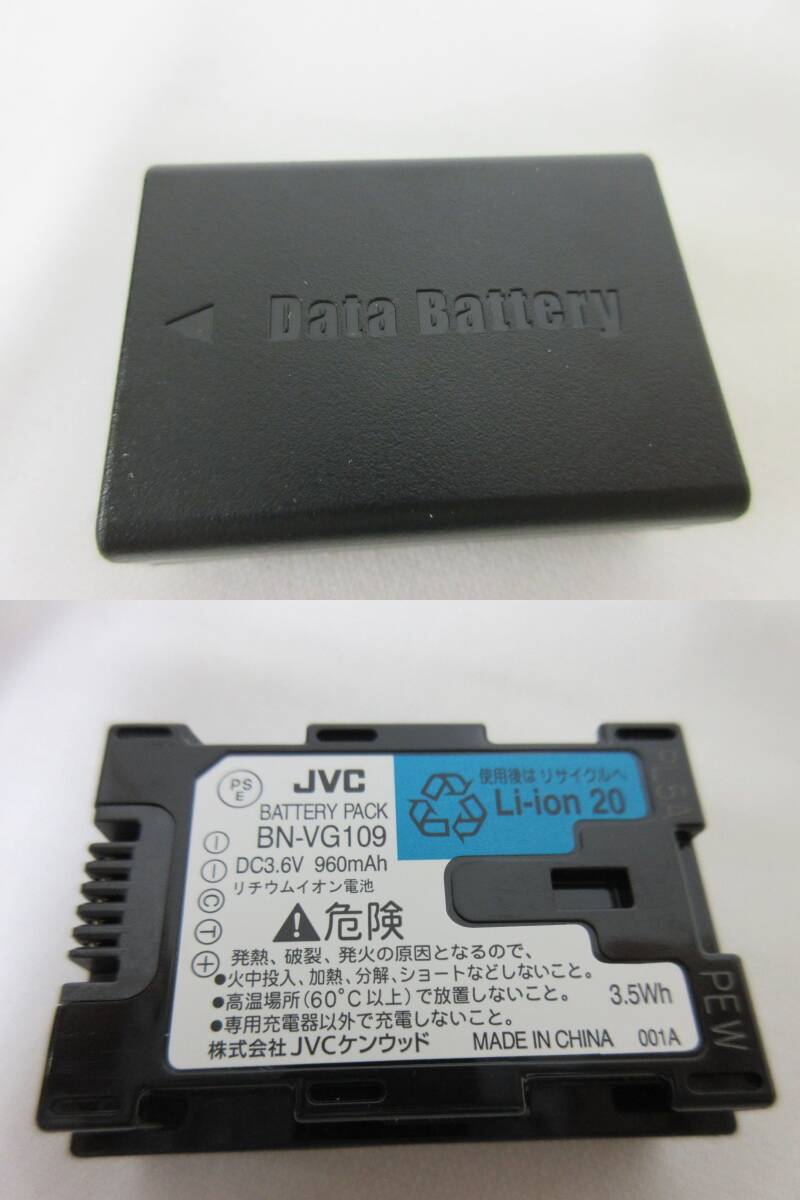 Data Battery
PS
E
JVC
BATTERY PACK
BN-VG109
DC3.6V 960mAh
リチウムイオン電池
使用後はリサイクルへ
Li-ion 20
⚠危険
発熱、破裂、発火の原因となるので、
●火中投入、加熱、分解、ショートなどしないこと。
●高温場所(60°C以上)で放置しないこと。
●専用充電器以外で充電しないこと。
3.5Wh
株式会社JVCケンウッド MADE IN CHINA 001A
⊖
⊖
Ⓒ
Ⓣ
⊕
PEW